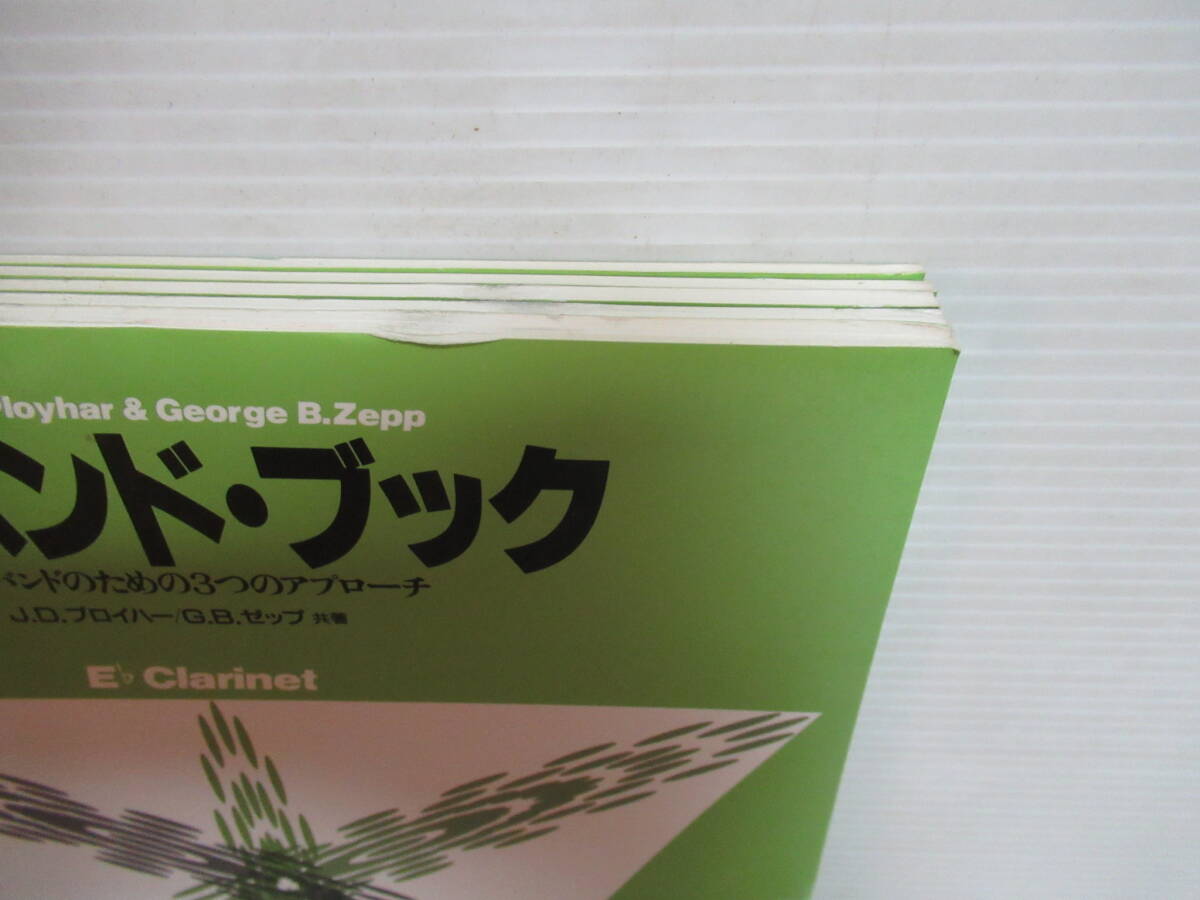 loyhar & George B.Zepp
ンド・ブック
バンドのための3つのアプローチ
J.D.プロイハー/G.B.ゼップ 共著
E♭ Clarinet